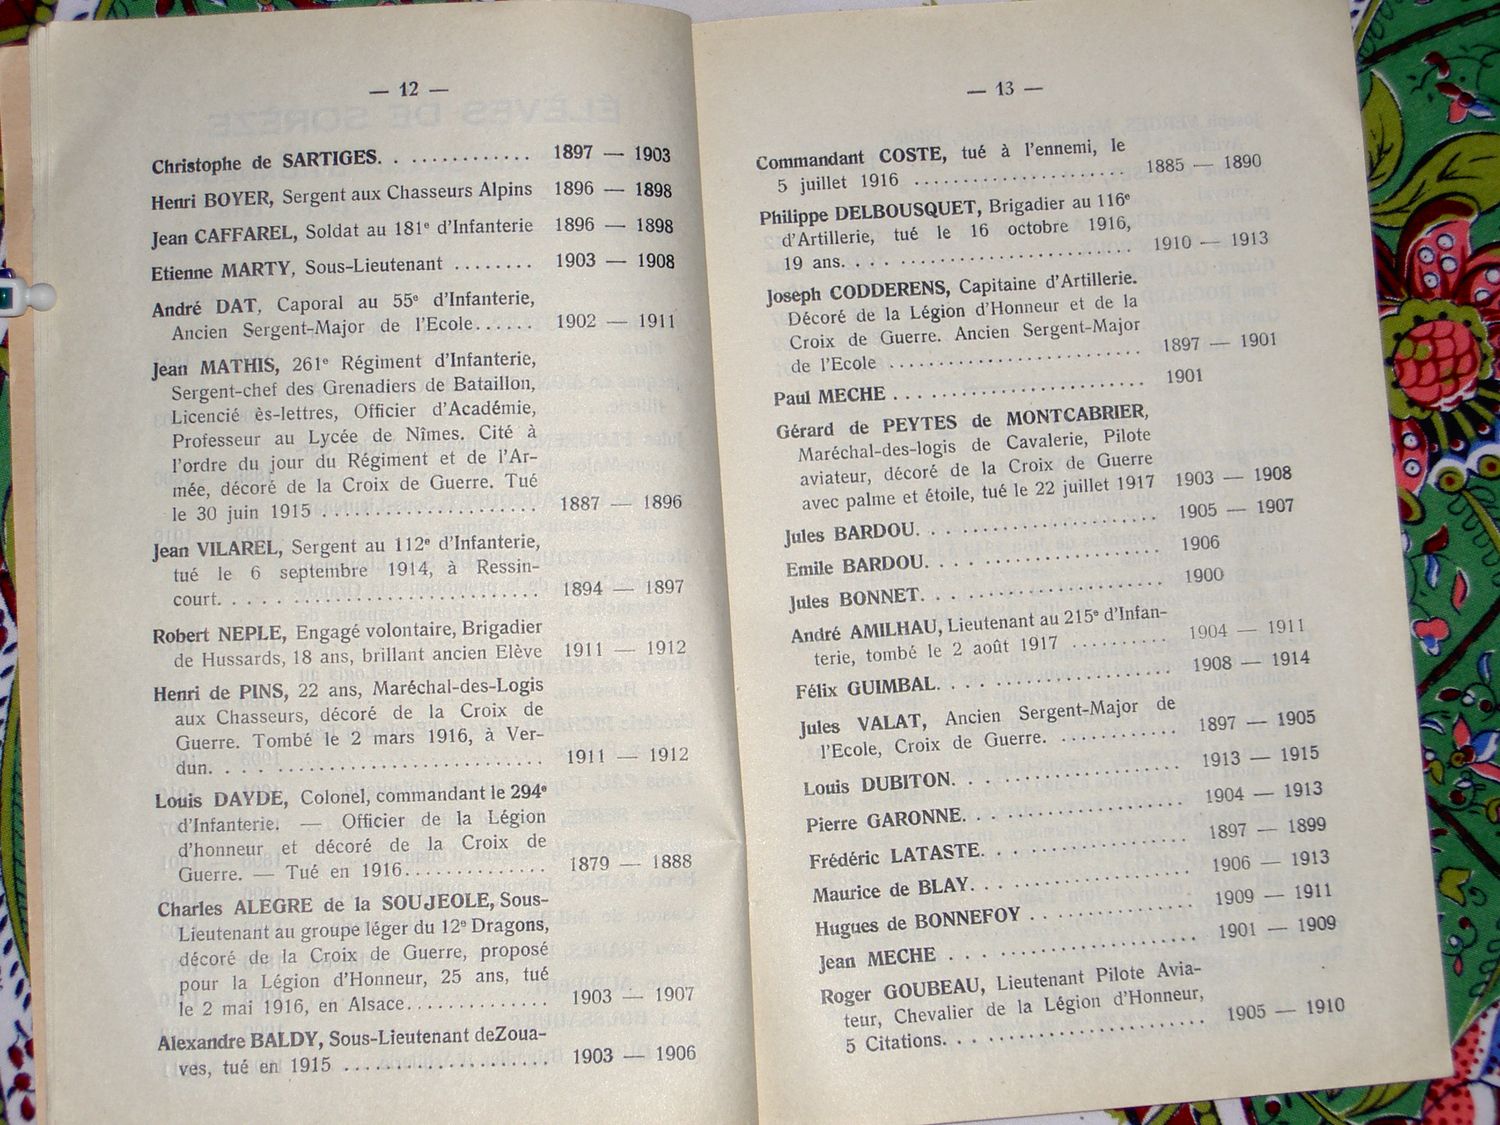 — 12 —
Christophe de SARTIGES. . . . . . . . . . . . . 1897 — 1903
Henri BOYER, Sergent aux Chasseurs Alpins 1896 — 1898
Jean CAFFAREL, Soldat au 181e d'Infanterie 1896 — 1898
Etienne MARTY, Sous-Lieutenant . . . . . . . . 1903 — 1908
André DAT, Caporal au 55e d'Infanterie,
Ancien Sergent-Major de l'Ecole. . . . . . 1902 — 1911
Jean MATHIS, 261e Régiment d'Infanterie,
Sergent-chef des Grenadiers de Bataillon,
Licencié ès-lettres, Officier d'Académie,
Professeur au Lycée de Nîmes. Cité à
l'ordre du jour du Régiment et de l'Ar-
mée, décoré de la Croix de Guerre. Tué
le 30 juin 1915 . . . . . . . . . . . . . . . . . . . . . 1887 — 1896
Jean VILAREL, Sergent au 112e d'Infanterie,
tué le 6 septembre 1914, à Ressin-
court. . . . . . . . . . . . . . . . . . . . . . . . . . . . . . 1894 — 1897
Robert NEPLE, Engagé volontaire, Brigadier
de Hussards, 18 ans, brillant ancien Elève 1911 — 1912
Henri de PINS, 22 ans, Maréchal-des-Logis
aux Chasseurs, décoré de la Croix de
Guerre. Tombé le 2 mars 1916, à Ver-
dun. . . . . . . . . . . . . . . . . . . . . . . . . . . . . . . 1911 — 1912
Louis DAYDE, Colonel, commandant le 294e
d'Infanterie. — Officier de la Légion
d'honneur et décoré de la Croix de
Guerre. — Tué en 1916. . . . . . . . . . . . . . 1879 — 1888
Charles ALEGRE de la SOUJEOLE, Sous-
Lieutenant au groupe léger du 12e Dragons,
décoré de la Croix de Guerre, proposé
pour la Légion d'Honneur, 25 ans, tué
le 2 mai 1916, en Alsace. . . . . . . . . . . . . . 1903 — 1907
Alexandre BALDY, Sous-Lieutenant deZoua-
ves, tué en 1915 . . . . . . . . . . . . . . . . . . . . 1903 — 1906
— 13 —
Commandant COSTE, tué à l'ennemi, le
5 juillet 1916 . . . . . . . . . . . . . . . . . . . . . . 1885 — 1890
Philippe DELBOUSQUET, Brigadier au 116e
d'Artillerie, tué le 16 octobre 1916,
19 ans. . . . . . . . . . . . . . . . . . . . . . . . . . . . 1910 — 1913
Joseph CODDERENS, Capitaine d'Artillerie.
Décoré de la Légion d'Honneur et de la
Croix de Guerre. Ancien Sergent-Major
de l'Ecole . . . . . . . . . . . . . . . . . . . . . . . . . 1897 — 1901
Paul MECHE . . . . . . . . . . . . . . . . . . . . . . . . . 1901
Gérard de PEYTES de MONTCABRIER,
Maréchal-des-logis de Cavalerie, Pilote
aviateur, décoré de la Croix de Guerre
avec palme et étoile, tué le 22 juillet 1917 1903 — 1908
Jules BARDOU. . . . . . . . . . . . . . . . . . . . . . . . 1905 — 1907
Emile BARDOU. . . . . . . . . . . . . . . . . . . . . . . . 1906
Jules BONNET. . . . . . . . . . . . . . . . . . . . . . . . 1900
André AMILHAU, Lieutenant au 215e d'Infan-
terie, tombé le 2 août 1917 . . . . . . . . . . 1904 — 1911
Félix GUIMBAL. . . . . . . . . . . . . . . . . . . . . . . . 1908 — 1914
Jules VALAT, Ancien Sergent-Major de
l'Ecole, Croix de Guerre. . . . . . . . . . . . . 1897 — 1905
Louis DUBITON. . . . . . . . . . . . . . . . . . . . . . . . 1913 — 1915
Pierre GARONNE. . . . . . . . . . . . . . . . . . . . . . . 1904 — 1913
Frédéric LATASTE. . . . . . . . . . . . . . . . . . . . . . 1897 — 1899
Maurice de BLAY. . . . . . . . . . . . . . . . . . . . . . . 1906 — 1913
Hugues de BONNEFOY . . . . . . . . . . . . . . . . . . 1909 — 1911
Jean MECHE . . . . . . . . . . . . . . . . . . . . . . . . . 1901 — 1909
Roger GOUBEAU, Lieutenant Pilote Avia-
teur, Chevalier de la Légion d'Honneur,
5 Citations. . . . . . . . . . . . . . . . . . . . . . . . . . 1905 — 1910